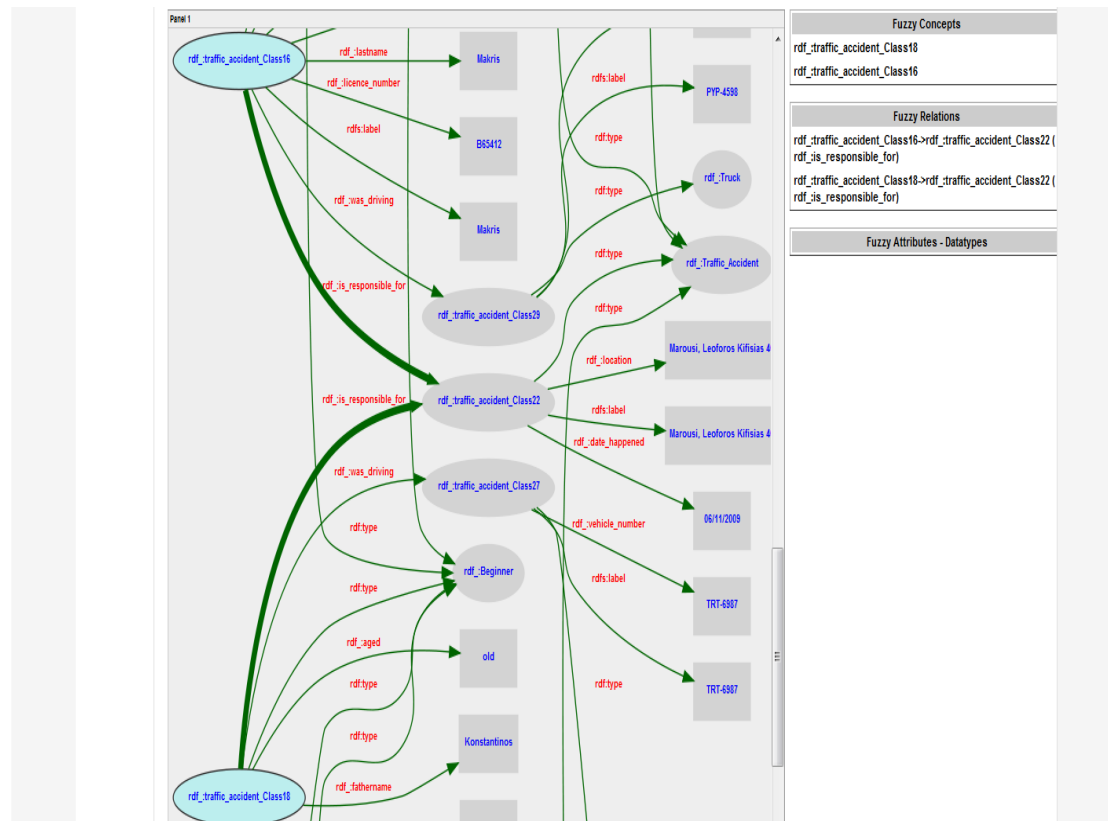 Panel 1
rdf_:traffic_accident_Class16
rdf_:lastname
Makris
rdf_:licence_number
B65412
rdfs:label
Makris
rdf_:was_driving
rdf_:traffic_accident_Class29
rdf_:is_responsible_for
rdf_:traffic_accident_Class22
rdf_:is_responsible_for
rdf_:was_driving
rdf_:traffic_accident_Class27
rdf:type
rdf_:Beginner
rdf:type
rdf_:aged
old
rdf:type
rdf:type
Konstantinos
rdf_:fathername
rdf_:traffic_accident_Class18
rdfs:label
PYP-4598
rdf:type
rdf:type
rdf_:Truck
rdf:type
rdf_:Traffic_Accident
rdf:type
rdf_:location
Marousi, Leoforos Kifisias 4
rdfs:label
Marousi, Leoforos Kifisias 4
rdf_:date_happened
06/11/2009
rdf_:vehicle_number
TRT-6987
rdfs:label
TRT-6987
rdf:type
Fuzzy Concepts
rdf_:traffic_accident_Class18
rdf_:traffic_accident_Class16
Fuzzy Relations
rdf_:traffic_accident_Class16->rdf_:traffic_accident_Class22 (
rdf_:is_responsible_for)
rdf_:traffic_accident_Class18->rdf_:traffic_accident_Class22 (
rdf_:is_responsible_for)
Fuzzy Attributes - Datatypes